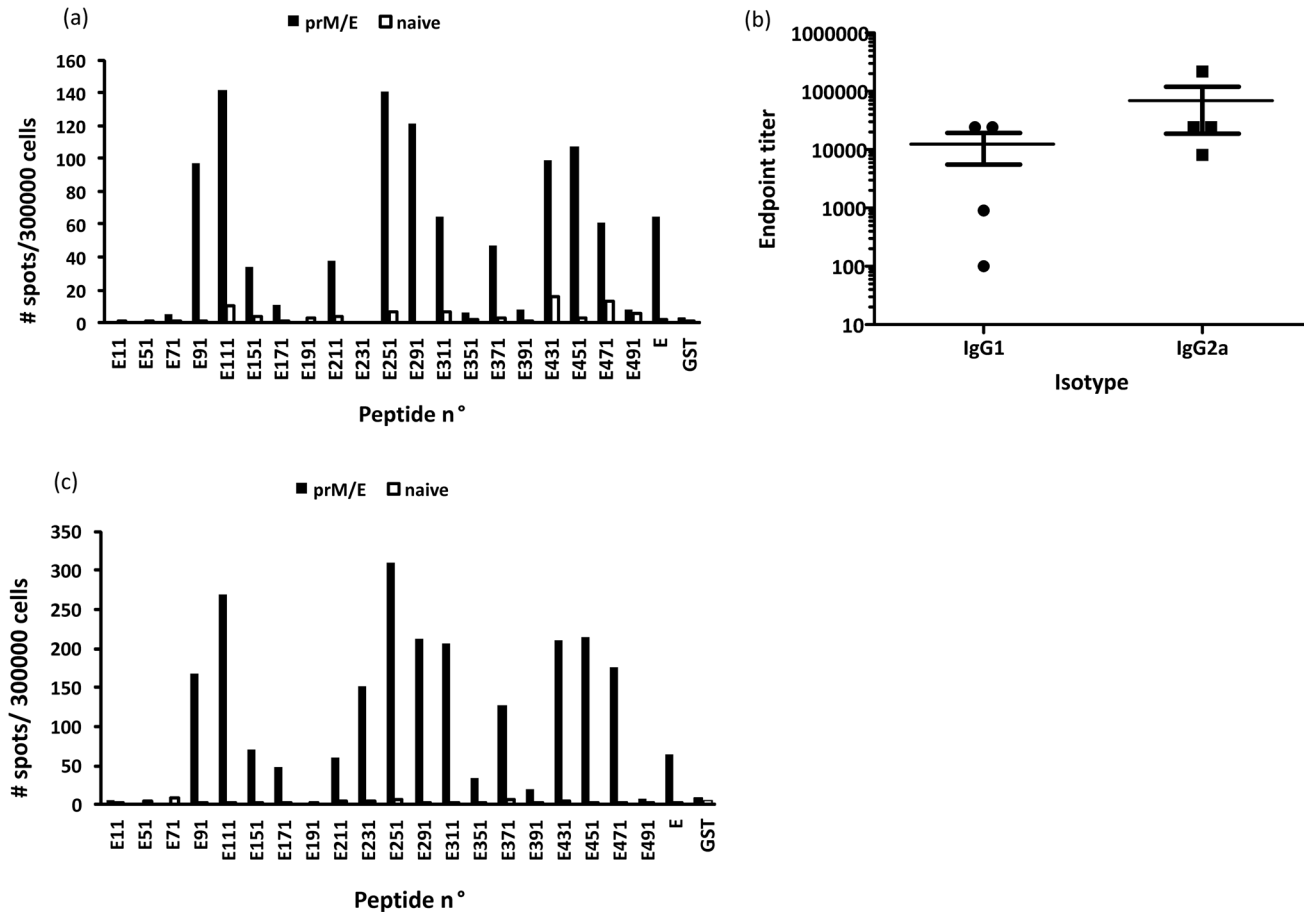 (a)
prM/E naive
160
140
120
100
80
60
40
20
0
# spots/300000 cells
E11 E51 E71 E91 E111 E151 E171 E191 E211 E231 E251 E291 E311 E351 E371 E391 E431 E451 E471 E491 E GST
Peptide n°
(b)
1000000
100000
10000
1000
100
10
Endpoint titer
IgG1 IgG2a
Isotype
(c)
prM/E naive
350
300
250
200
150
100
50
0
# spots/ 300000 cells
E11 E51 E71 E91 E111 E151 E171 E191 E211 E231 E251 E291 E311 E351 E371 E391 E431 E451 E471 E491 E GST
Peptide n°